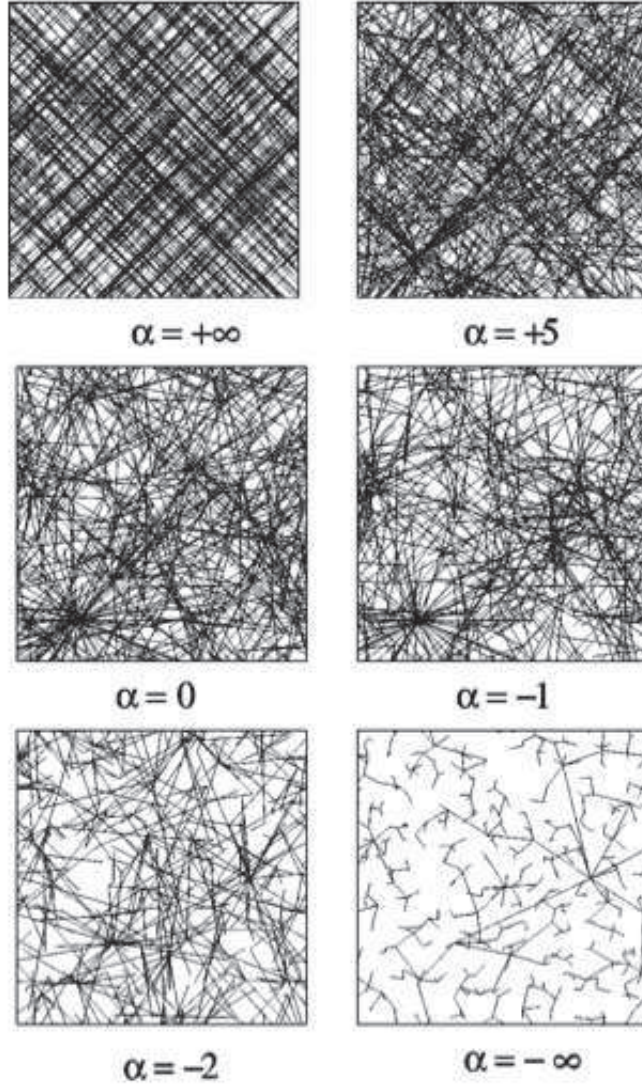 α = +∞
α = +5
α = 0
α = −1
α = −2
α = − ∞